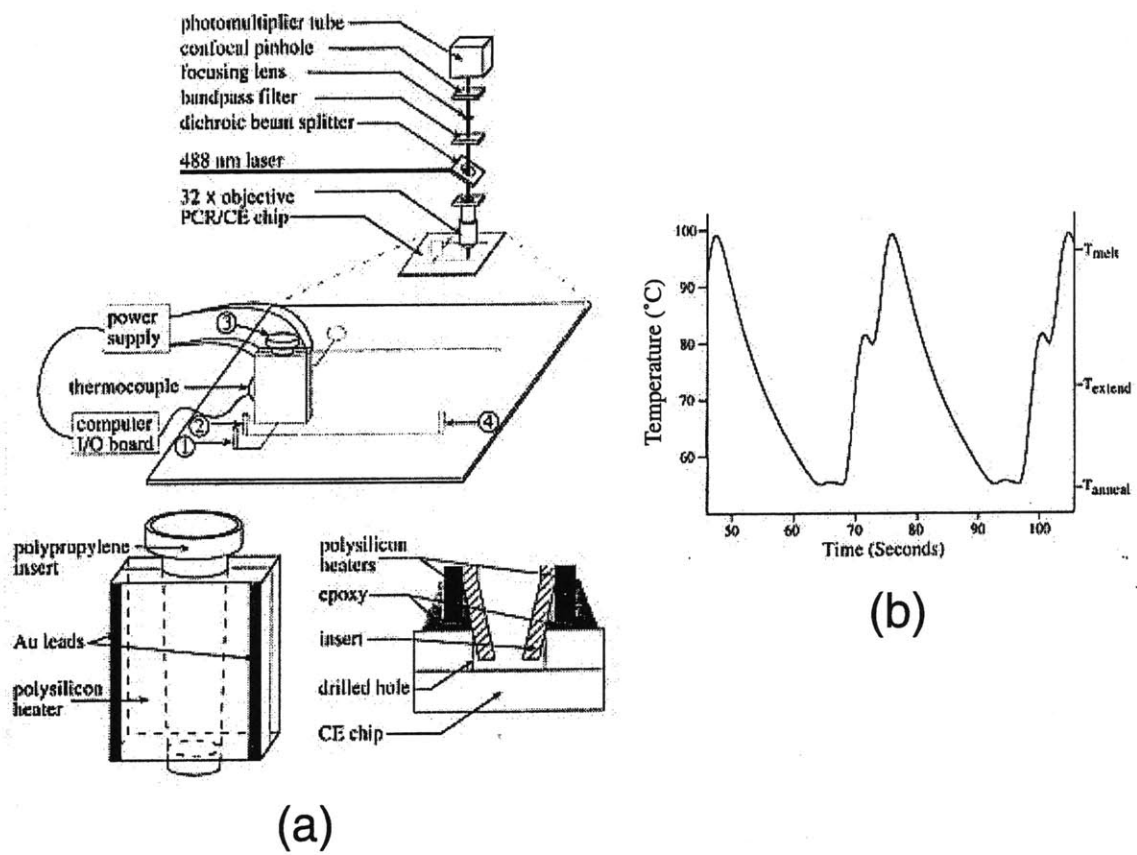 photomultiplier tube
confocal pinhole
focusing lens
bandpass filter
dichroic beam splitter
488 nm laser
32 x objective
PCR/CE chip
power
supply
3
thermocouple
computer
I/O board
2
1
4
polypropylene
insert
Au leads
polysilicon
heater
polysilicon
heaters
epoxy
insert
drilled hole
CE chip
(a)
Temperature (°C)
100
90
80
70
60
50
60
70
80
90
100
Time (Seconds)
Tmelt
Textend
Tanneal
(b)